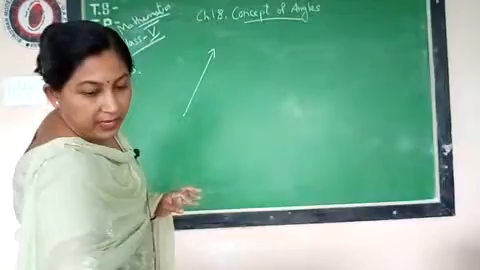 T.S-
T.P-
Mathematics
Class-V
Ch18. Concept of Angles